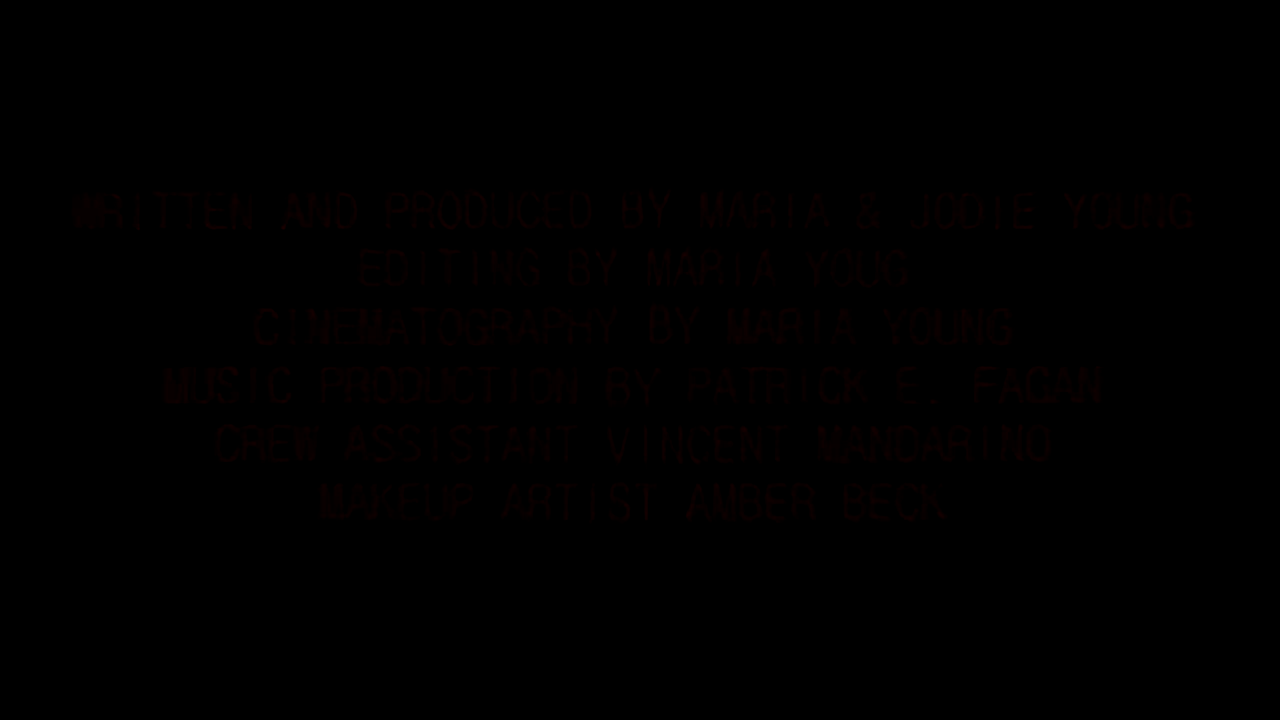 WRITTEN AND PRODUCED BY MARIA & JODIE YOUNG
EDITING BY MARIA YOUG
CINEMATOGRAPHY BY MARIA YOUNG
MUSIC PRODUCTION BY PATRICK E. FAGAN
CREW ASSISTANT VINCENT MANDARINO
MAKEUP ARTIST AMBER BECK